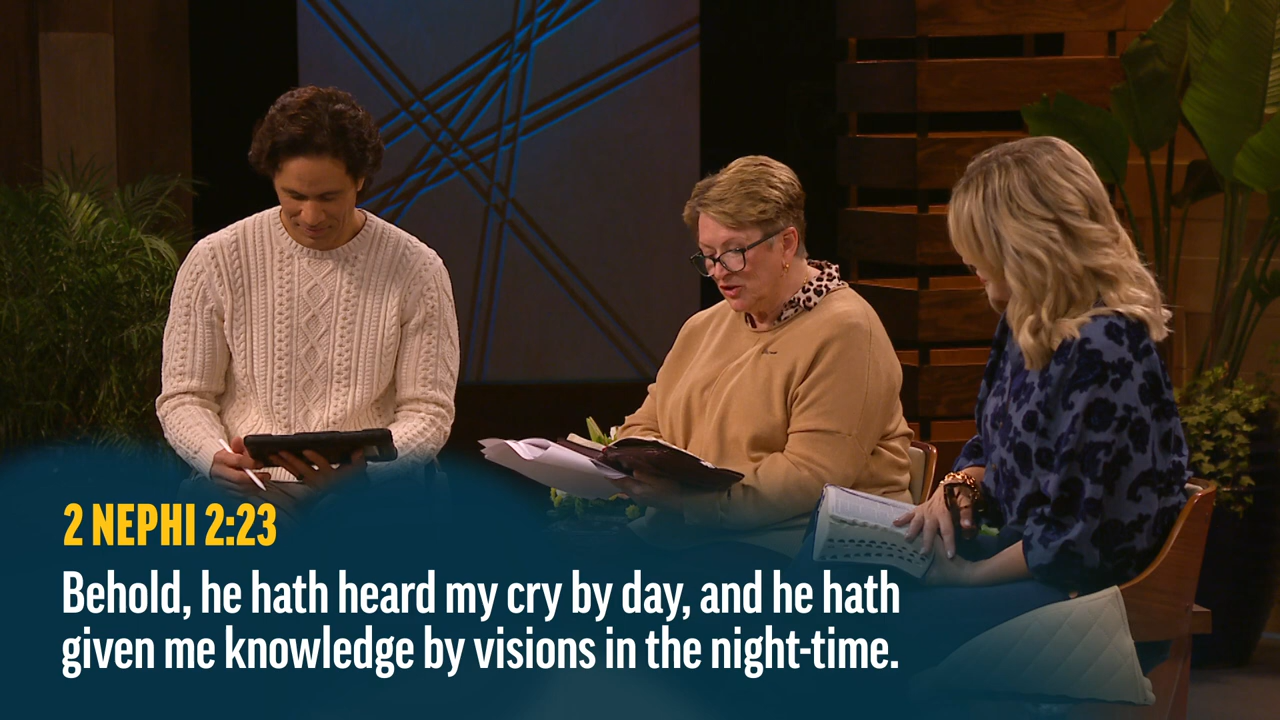 2 NEPHI 2:23
Behold, he hath heard my cry by day, and he hath
given me knowledge by visions in the night-time.